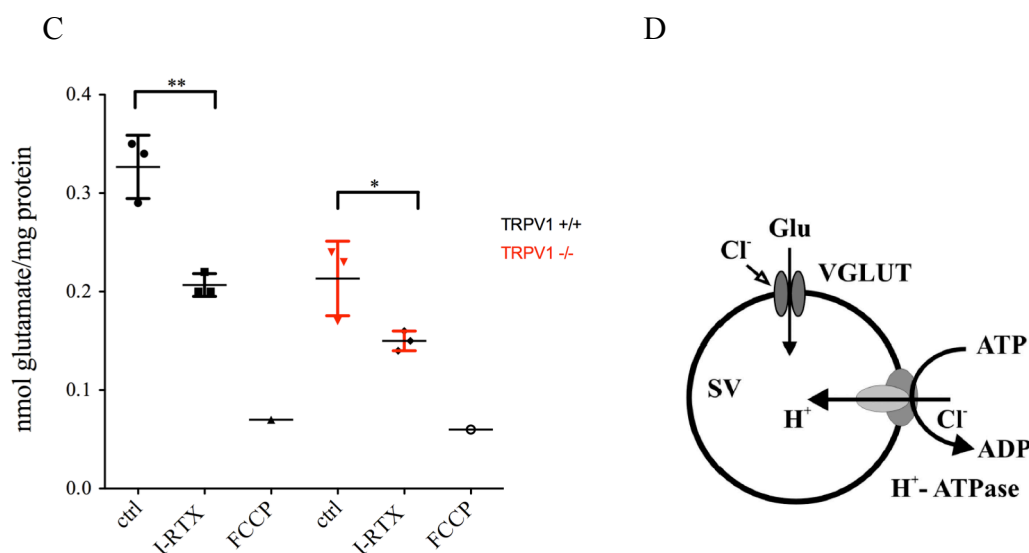 C
**
0.4
0.3
0.2
0.1
0.0
nmol glutamate/mg protein
*
TRPV1 +/+
TRPV1 -/-
ctrl
I-RTX
FCCP
ctrl
I-RTX
FCCP
D
Glu
Cl-
VGLUT
ATP
SV
H+
Cl-
ADP
H+- ATPase